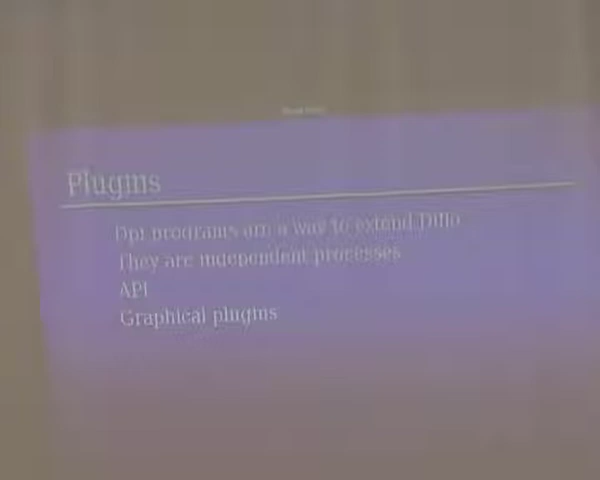 Plugins
Dpi programs are a way to extend Dillo
They are independent processes
API
Graphical plugins